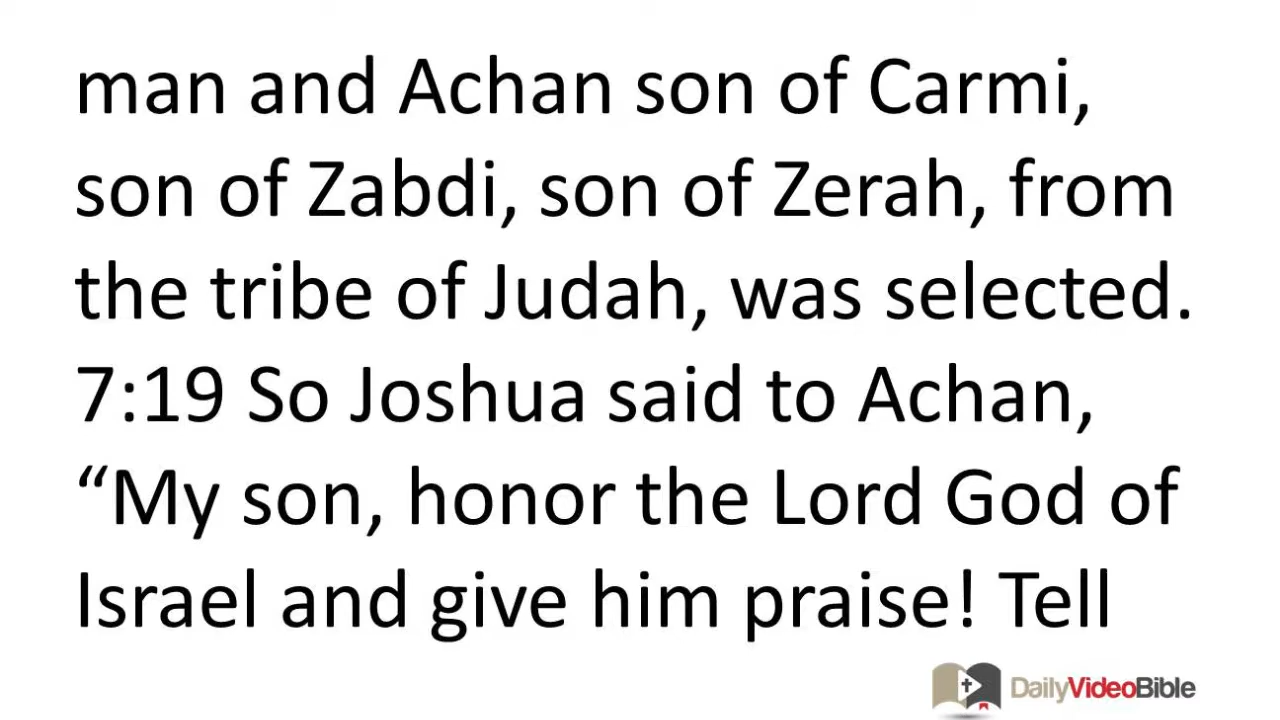 man and Achan son of Carmi,
son of Zabdi, son of Zerah, from
the tribe of Judah, was selected.
7:19 So Joshua said to Achan,
“My son, honor the Lord God of
Israel and give him praise! Tell
DailyVideoBible